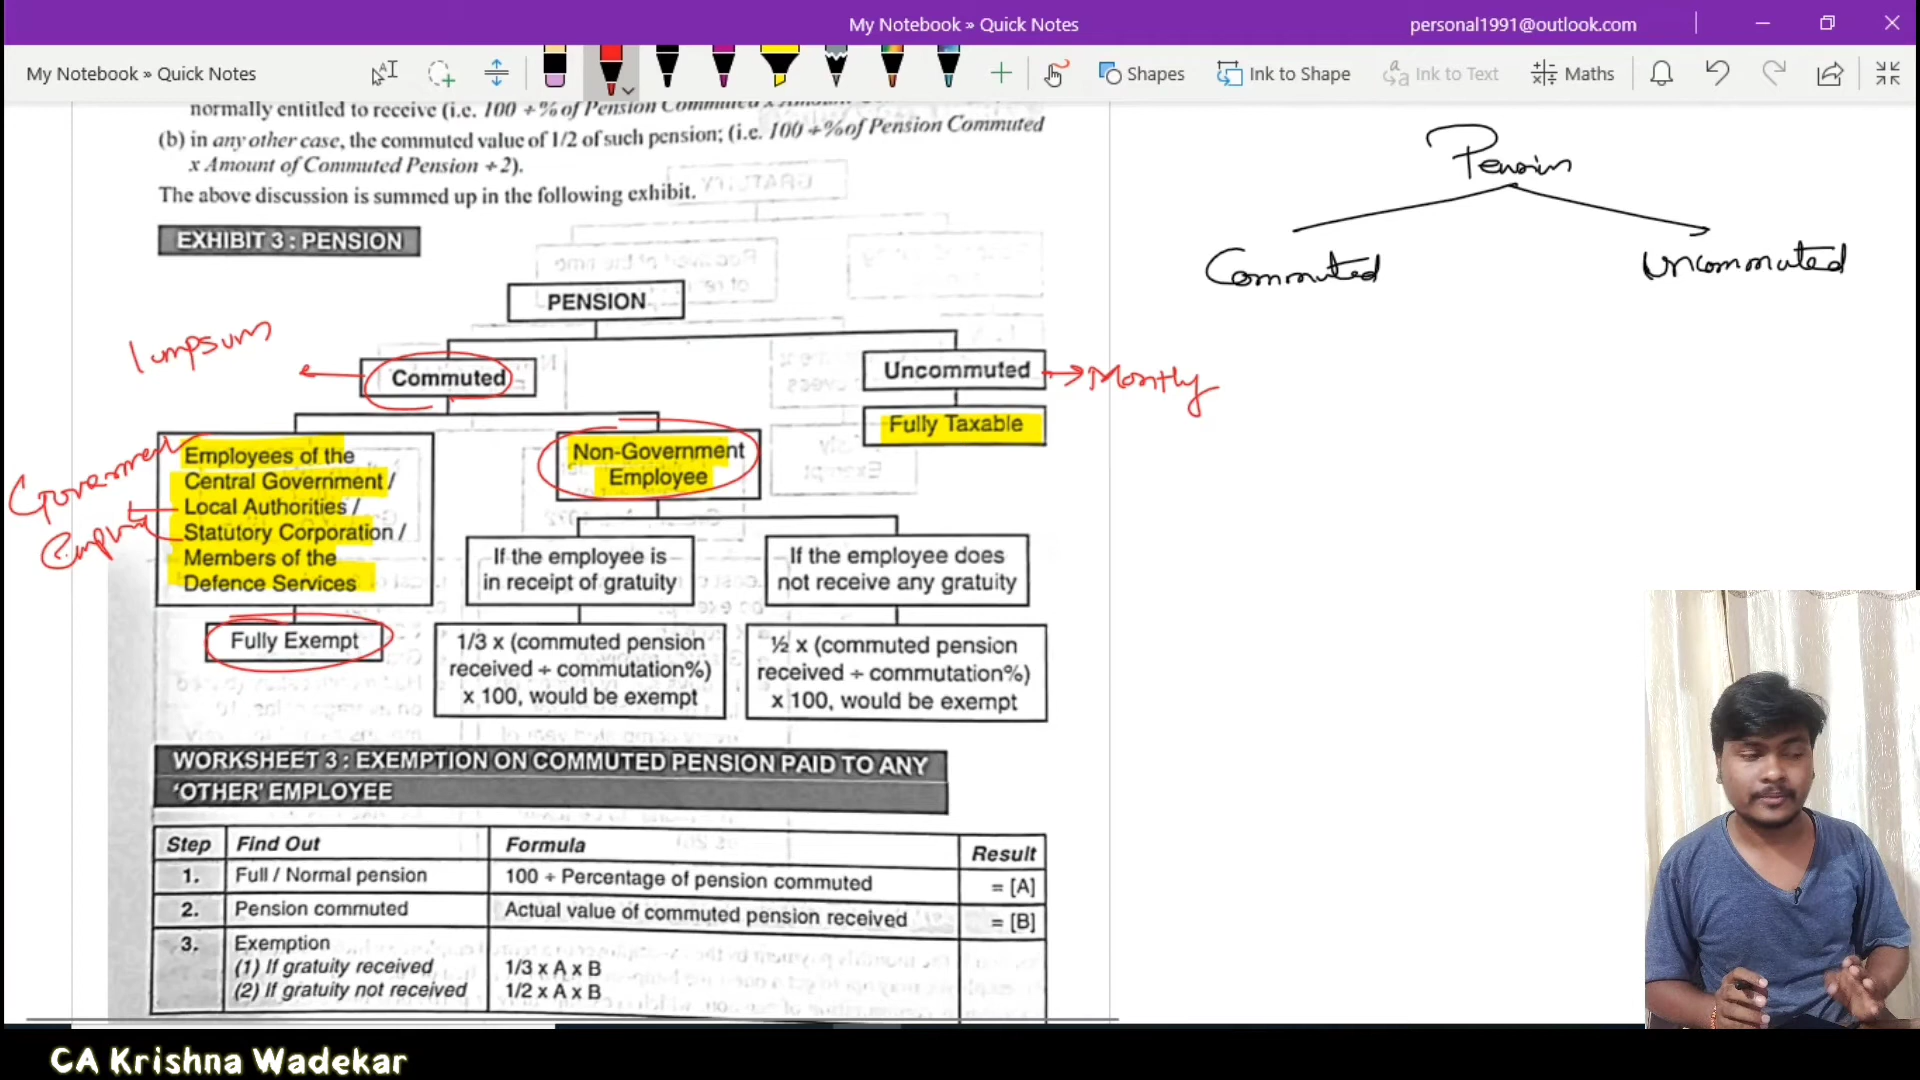 My Notebook » Quick Notes
personal1991@outlook.com
My Notebook » Quick Notes
Shapes
Ink to Shape
Ink to Text
Maths
normally entitled to receive (i.e. 100 ÷ % of Pension Commuted x
(b) in any other case, the commuted value of 1/2 of such pension; (i.e. 100 ÷ % of Pension Commuted
x Amount of Commuted Pension ÷ 2).
The above discussion is summed up in the following exhibit.
EXHIBIT 3 : PENSION
PENSION
lumpsum
Commuted
Uncommuted
Montly
Fully Taxable
Government
Employees of the
Central Government /
Local Authorities /
Statutory Corporation /
Members of the
Defence Services
Non-Government
Employee
If the employee is
in receipt of gratuity
If the employee does
not receive any gratuity
Fully Exempt
1/3 x (commuted pension
received ÷ commutation%)
x 100, would be exempt
½ x (commuted pension
received ÷ commutation%)
x 100, would be exempt
WORKSHEET 3 : EXEMPTION ON COMMUTED PENSION PAID TO ANY
'OTHER' EMPLOYEE
Step Find Out Formula Result
1. Full / Normal pension 100 ÷ Percentage of pension commuted = [A]
2. Pension commuted Actual value of commuted pension received = [B]
3. Exemption
(1) If gratuity received 1/3 x A x B
(2) If gratuity not received 1/2 x A x B
Pension
Commuted
Uncommuted
CA Krishna Wadekar